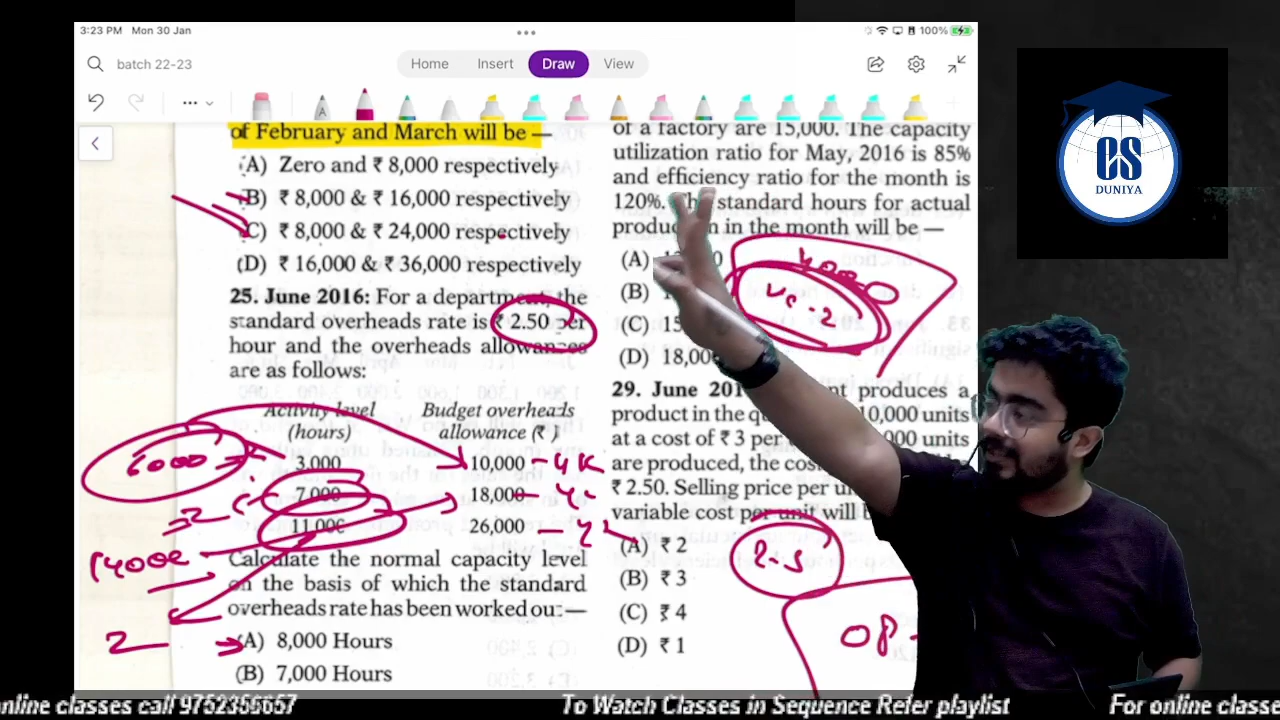 3:23 PM Mon 30 Jan
100%
batch 22-23
Home Insert Draw View
of February and March will be —
(A) Zero and ₹ 8,000 respectively
(B) ₹ 8,000 & ₹ 16,000 respectively
(C) ₹ 8,000 & ₹ 24,000 respectively
(D) ₹ 16,000 & ₹ 36,000 respectively
25. June 2016: For a department, the
standard overheads rate is ₹ 2.50 per
hour and the overheads allowances
are as follows:
Activity level Budget overheads
(hours) allowance (₹)
3,000 10,000 – 4K
7,000 18,000
11,000 26,000
6000
14000
2
Calculate the normal capacity level
on the basis of which the standard
overheads rate has been worked out:—
(A) 8,000 Hours
(B) 7,000 Hours
of a factory are 15,000. The capacity
utilization ratio for May, 2016 is 85%
and efficiency ratio for the month is
120%. The standard hours for actual
production in the month will be —
(A)
(B)
(C) 15
(D) 18,000
4000
vc - 2
29. June 201 produces a
product in the 10,000 units
at a cost of ₹ 3 per 000 units
are produced, the cost
₹ 2.50. Selling price per
variable cost per unit will
(A) ₹ 2
(B) ₹ 3
(C) ₹ 4
(D) ₹ 1
2.5
OP
CS
DUNIYA
nline classes call 9752356657 To Watch Classes in Sequence Refer playlist For online classe